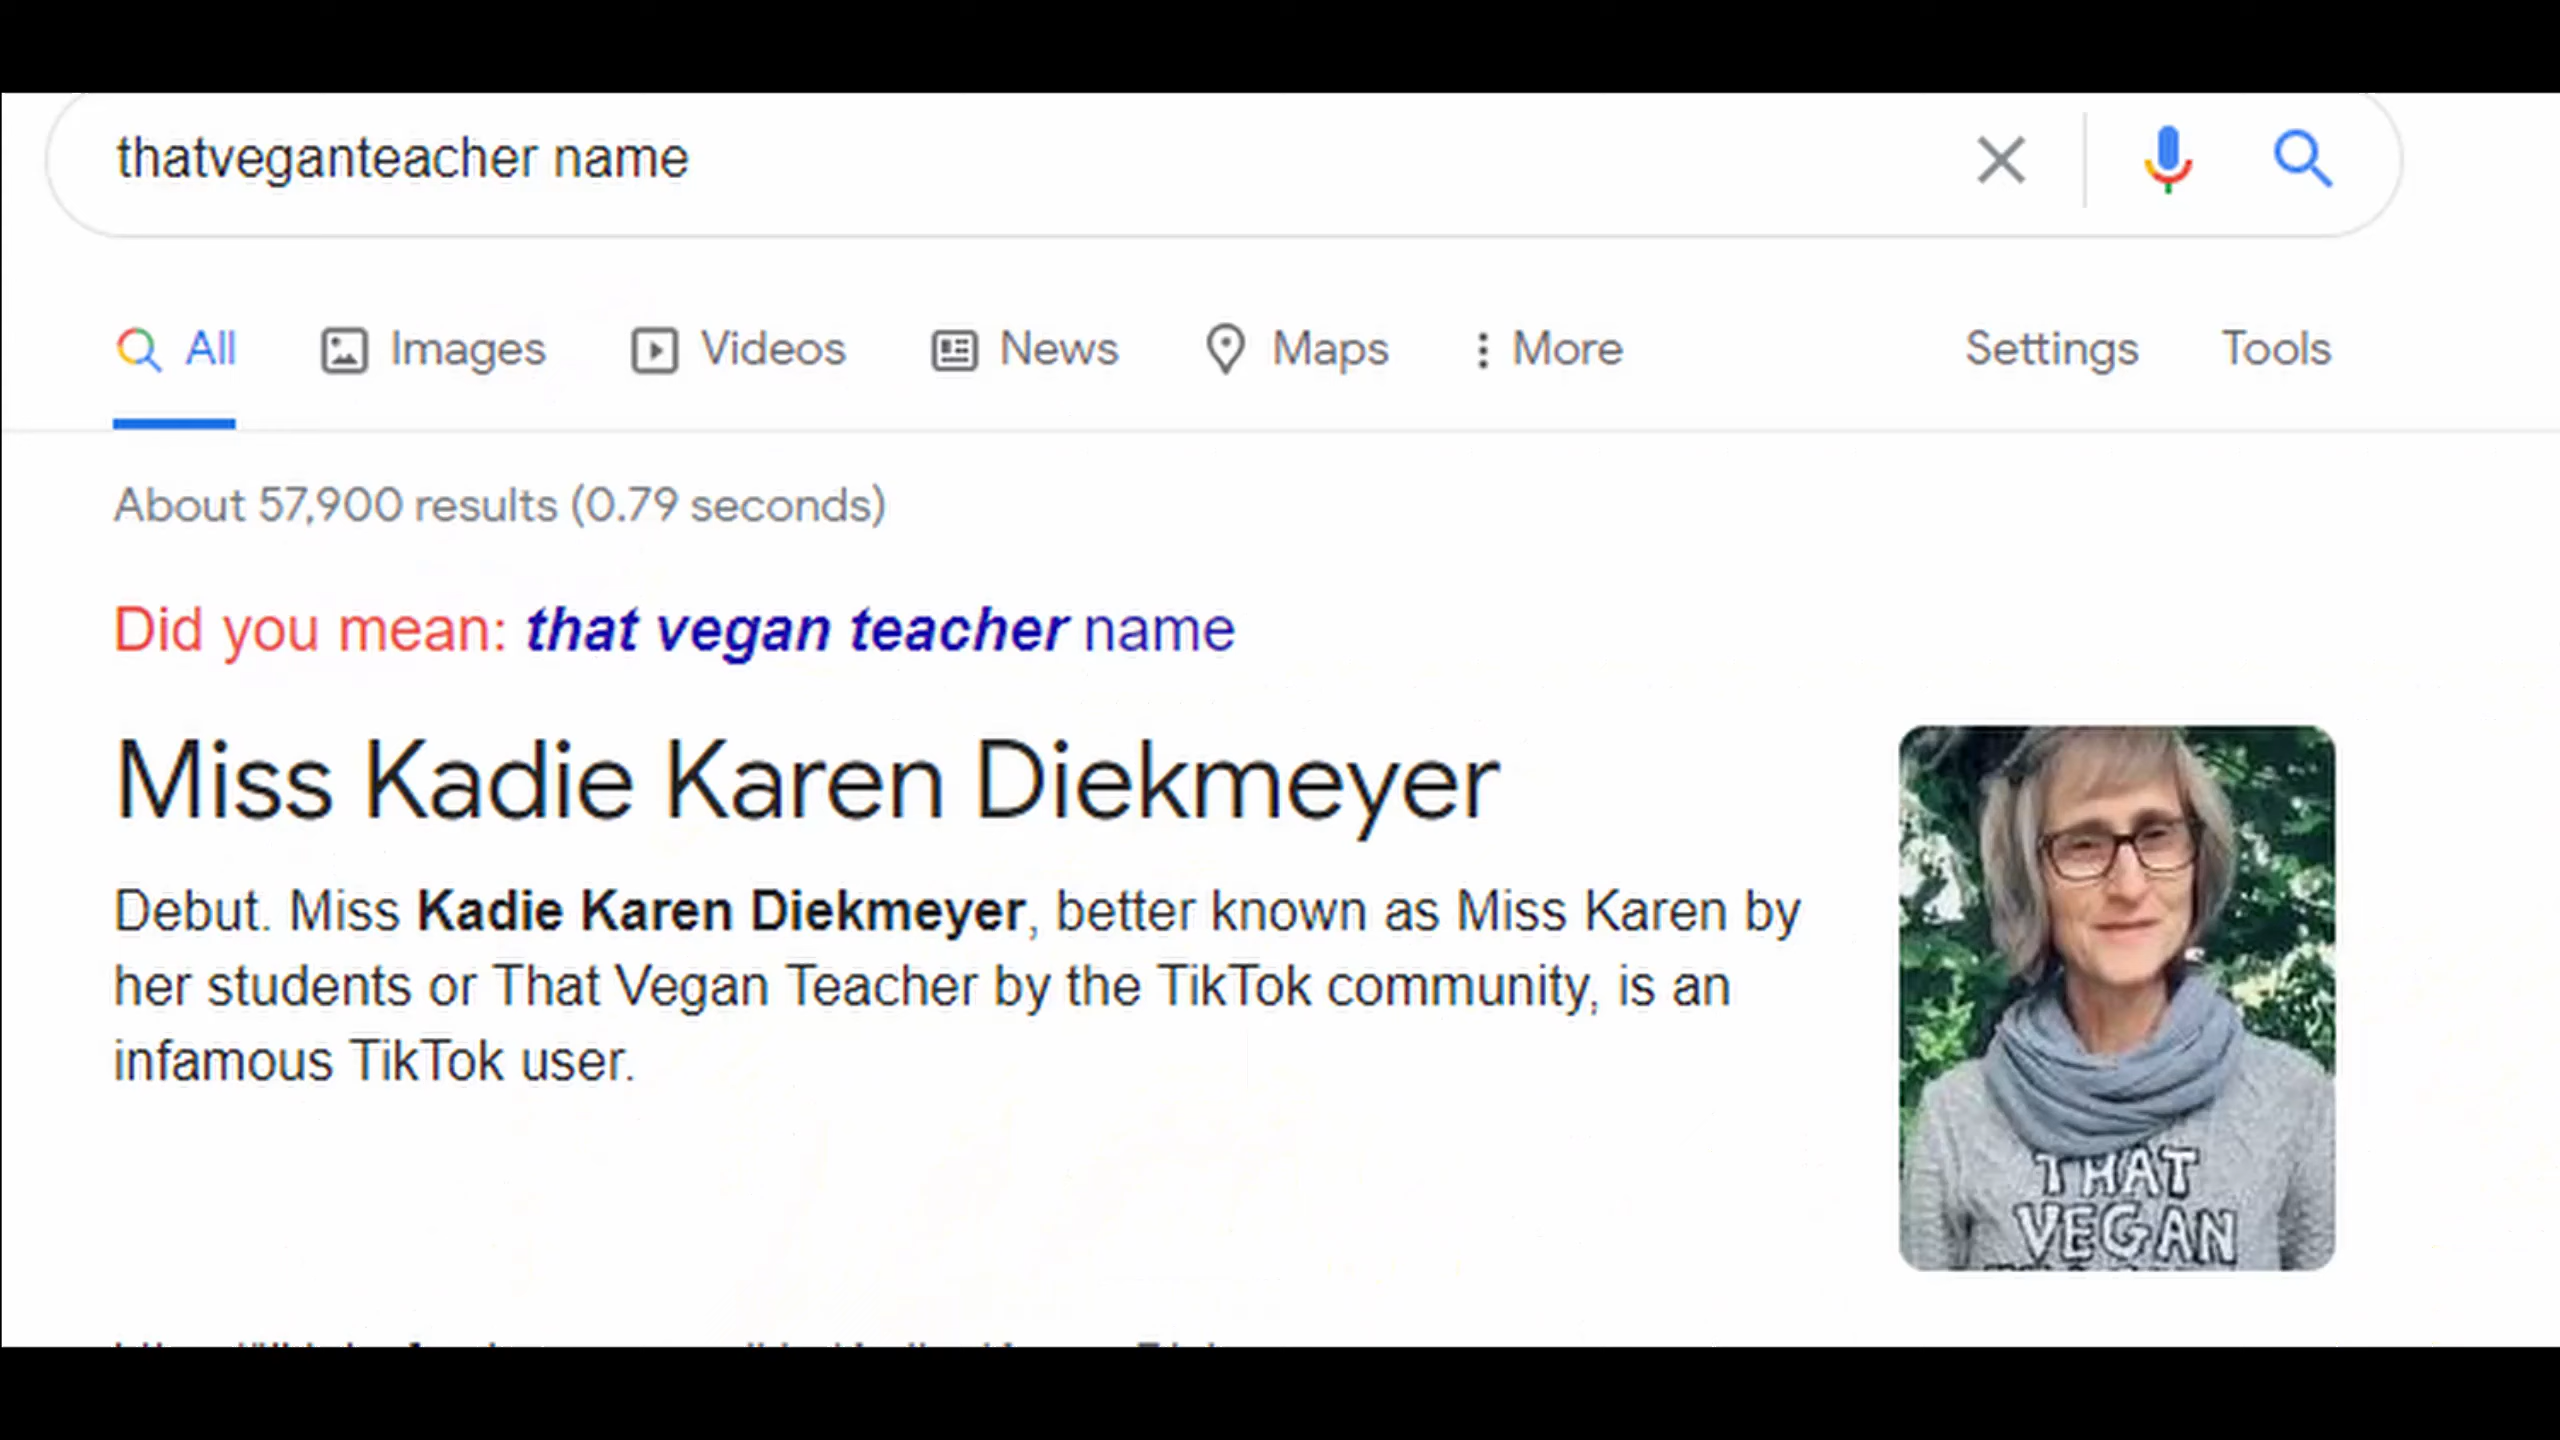 thatveganteacher name
All Images Videos News Maps More Settings Tools
About 57,900 results (0.79 seconds)
Did you mean: that vegan teacher name
Miss Kadie Karen Diekmeyer
Debut. Miss Kadie Karen Diekmeyer, better known as Miss Karen by
her students or That Vegan Teacher by the TikTok community, is an
infamous TikTok user.
THAT
VEGAN